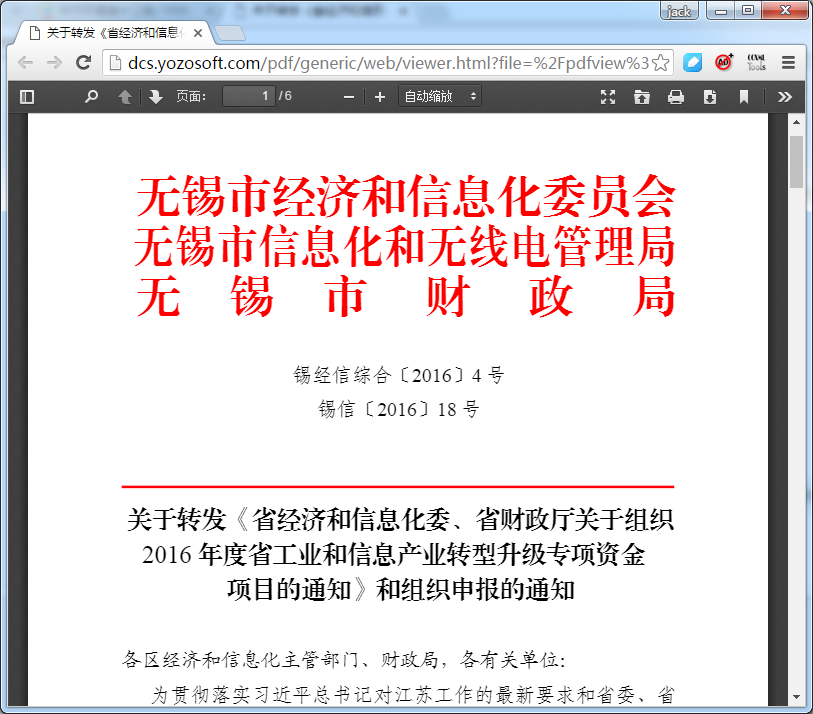 jack
关于转发《省经济和信息
dcs.yozosoft.com/pdf/generic/web/viewer.html?file=%2Fpdfview%3
页面: 1 /6 自动缩放
无锡市经济和信息化委员会
无锡市信息化和无线电管理局
无锡市财政局
锡经信综合〔2016〕4 号
锡信〔2016〕18 号
关于转发《省经济和信息化委、省财政厅关于组织
2016 年度省工业和信息产业转型升级专项资金
项目的通知》和组织申报的通知
各区经济和信息化主管部门、财政局，各有关单位:
为贯彻落实习近平总书记对江苏工作的最新要求和省委、省